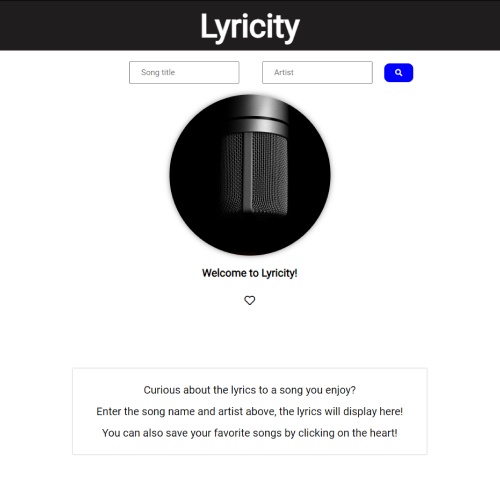 Lyricity
Song title
Artist
Welcome to Lyricity!
Curious about the lyrics to a song you enjoy?
Enter the song name and artist above, the lyrics will display here!
You can also save your favorite songs by clicking on the heart!